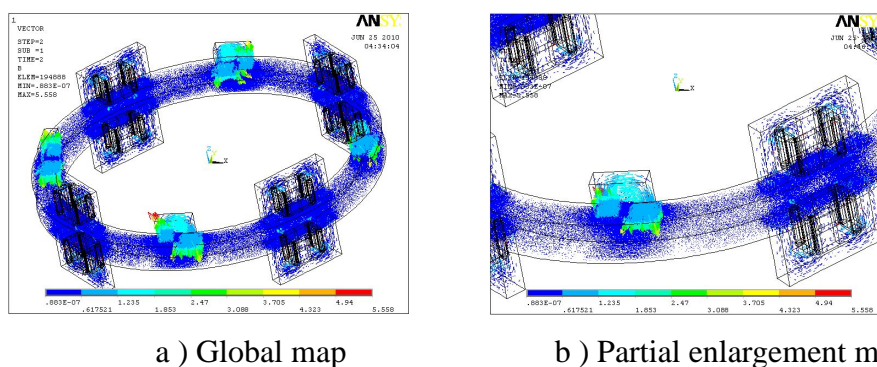 1
VECTOR
STEP=2
SUB =1
TIME=2
B
ELEM=194888
MIN=.883E-07
MAX=5.558
ANSYS
JUN 25 2010
04:34:04
X
.883E-07 1.235 2.47 3.705 4.94
.617521 1.853 3.088 4.323 5.558
a ) Global map
ANSY
JUN 25
X
.883E-07 1.235 2.47 3.705 4.94
.617521 1.853 3.088 4.323 5.558
b ) Partial enlargement m